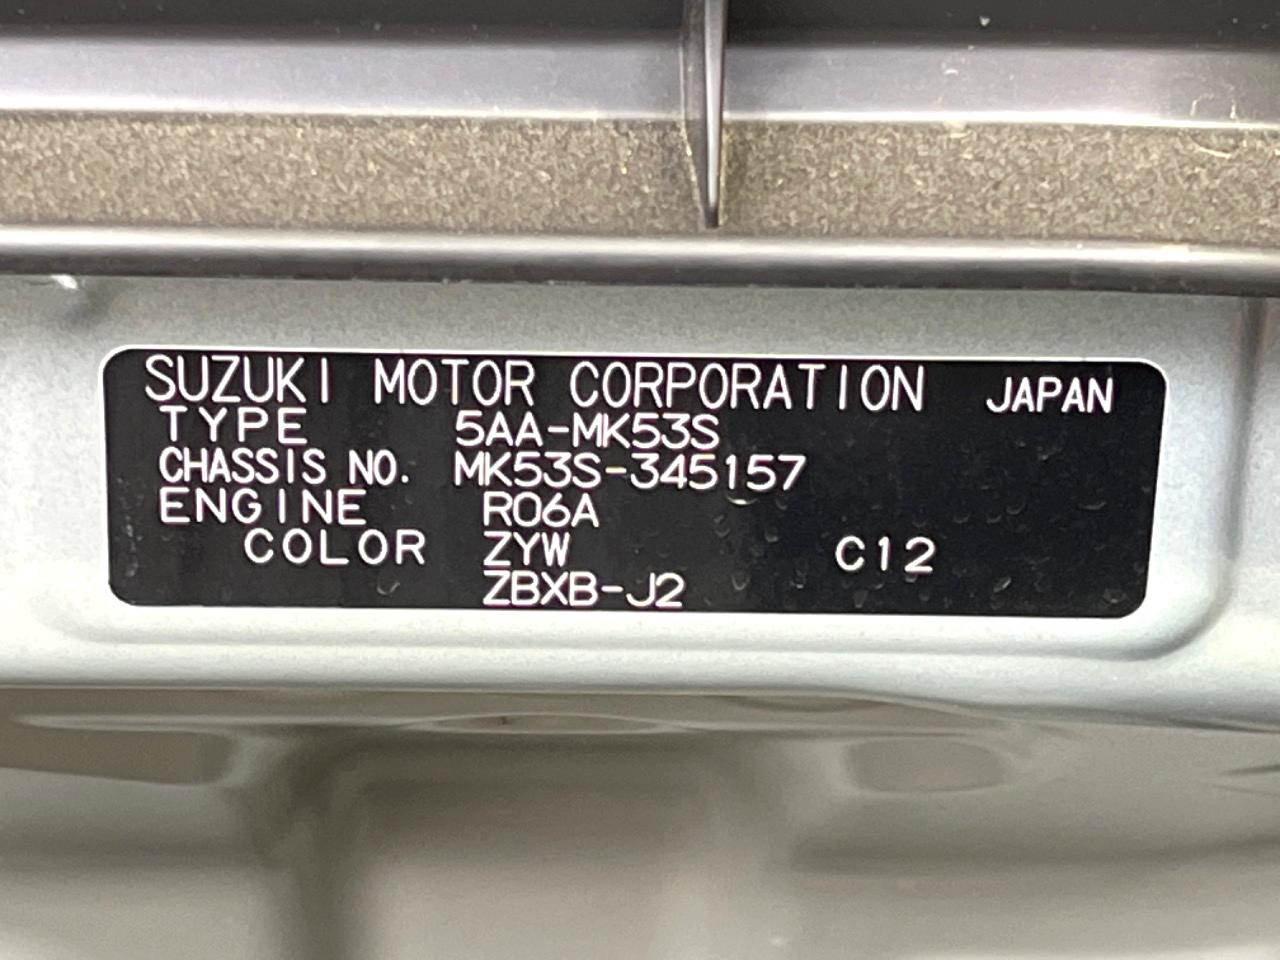 SUZUKI MOTOR CORPORATION JAPAN
TYPE 5AA-MK53S
CHASSIS NO. MK53S-345157
ENGINE R06A
COLOR ZYW C12
ZBXB-J2